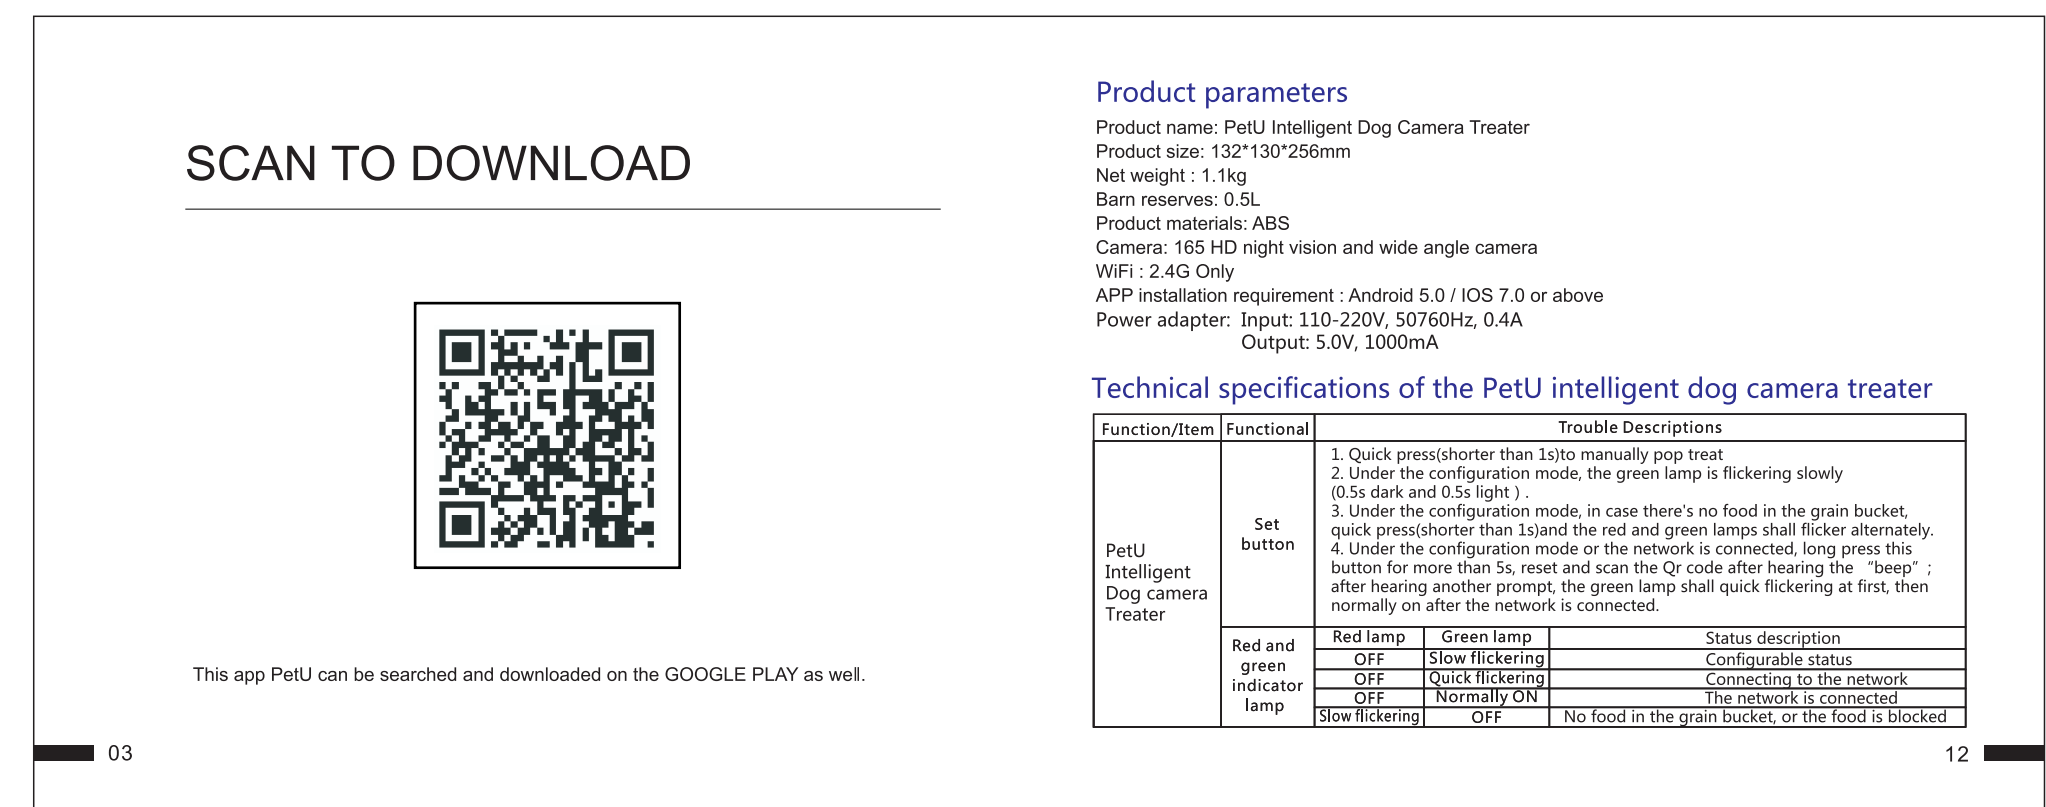 SCAN TO DOWNLOAD
This app PetU can be searched and downloaded on the GOOGLE PLAY as well.
03
Product parameters
Product name: PetU Intelligent Dog Camera Treater
Product size: 132*130*256mm
Net weight : 1.1kg
Barn reserves: 0.5L
Product materials: ABS
Camera: 165 HD night vision and wide angle camera
WiFi : 2.4G Only
APP installation requirement : Android 5.0 / IOS 7.0 or above
Power adapter: Input: 110-220V, 50760Hz, 0.4A
Output: 5.0V, 1000mA
Technical specifications of the PetU intelligent dog camera treater
Function/Item Functional Trouble Descriptions
PetU
Intelligent
Dog camera
Treater
Set
button
1. Quick press(shorter than 1s)to manually pop treat
2. Under the configuration mode, the green lamp is flickering slowly
(0.5s dark and 0.5s light ) .
3. Under the configuration mode, in case there's no food in the grain bucket,
quick press(shorter than 1s)and the red and green lamps shall flicker alternately.
4. Under the configuration mode or the network is connected, long press this
button for more than 5s, reset and scan the Qr code after hearing the “beep” ;
after hearing another prompt, the green lamp shall quick flickering at first, then
normally on after the network is connected.
Red and
green
indicator
lamp
Red lamp Green lamp Status description
OFF Slow flickering Configurable status
OFF Quick flickering Connecting to the network
OFF Normally ON The network is connected
Slow flickering OFF No food in the grain bucket, or the food is blocked
12